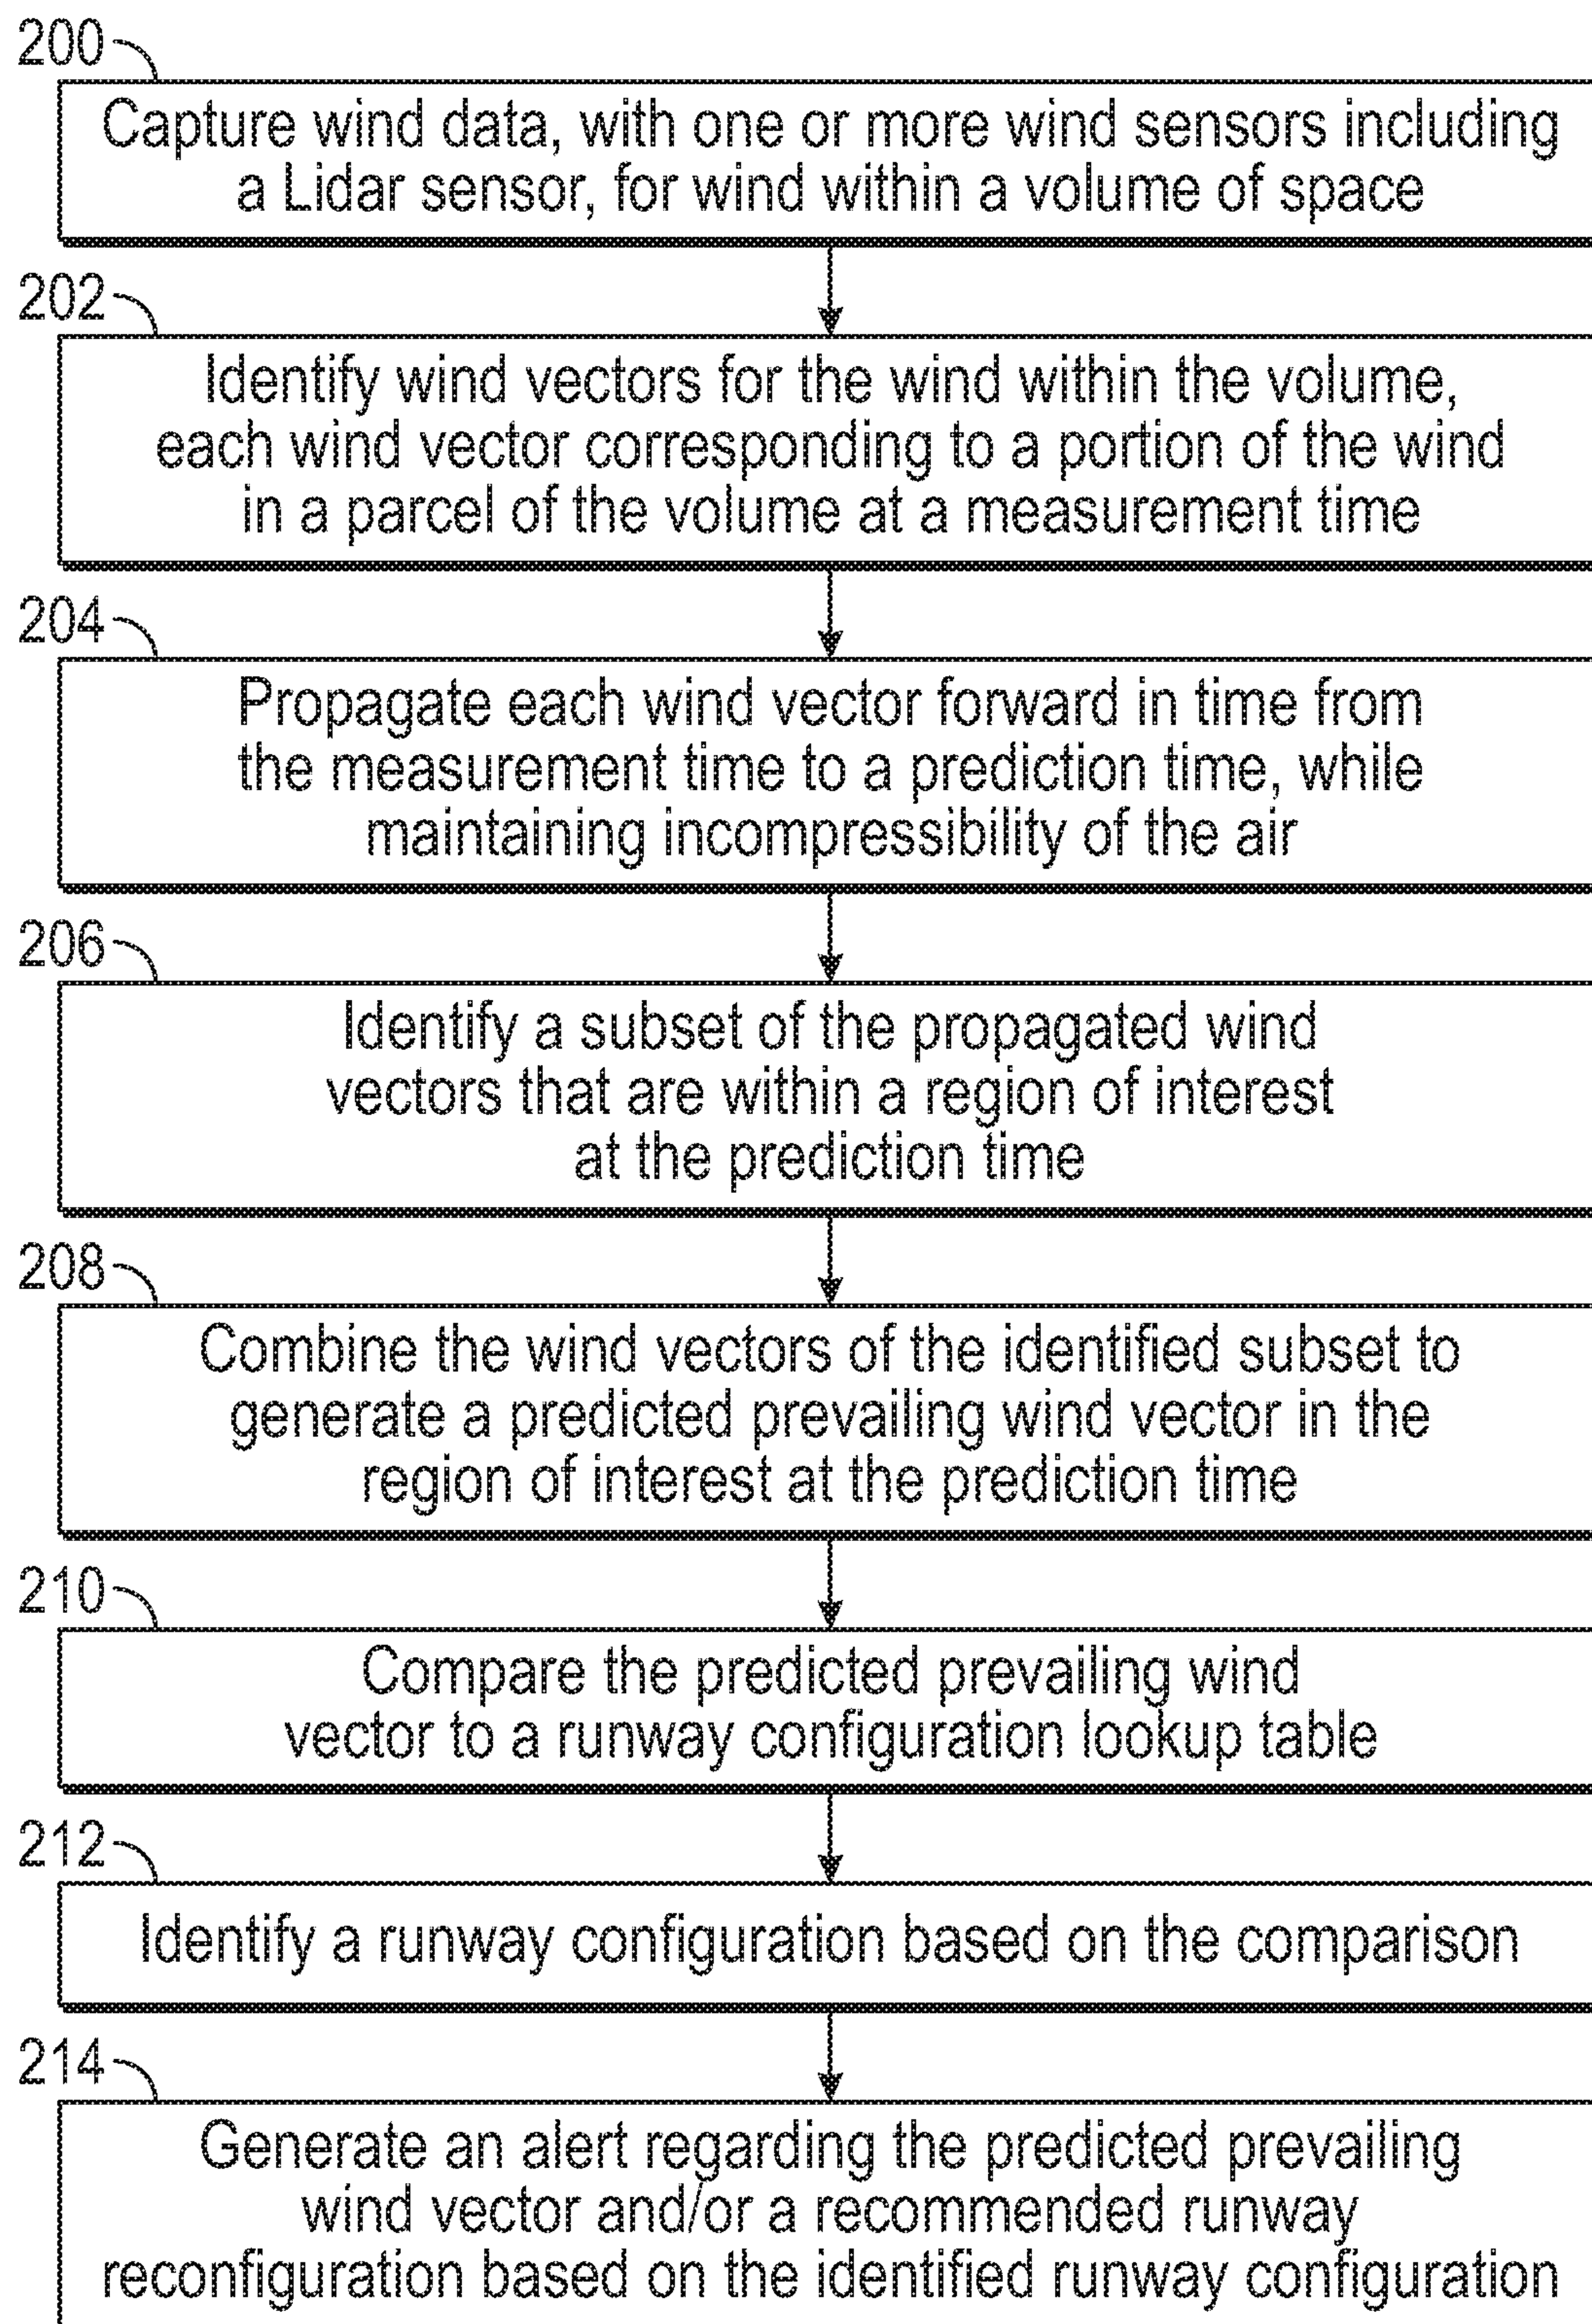 200
Capture wind data, with one or more wind sensors including
a Lidar sensor, for wind within a volume of space
202
Identify wind vectors for the wind within the volume,
each wind vector corresponding to a portion of the wind
in a parcel of the volume at a measurement time
204
Propagate each wind vector forward in time from
the measurement time to a prediction time, while
maintaining incompressibility of the air
206
Identify a subset of the propagated wind
vectors that are within a region of interest
at the prediction time
208
Combine the wind vectors of the identified subset to
generate a predicted prevailing wind vector in the
region of interest at the prediction time
210
Compare the predicted prevailing wind
vector to a runway configuration lookup table
212
Identify a runway configuration based on the comparison
214
Generate an alert regarding the predicted prevailing
wind vector and/or a recommended runway
reconfiguration based on the identified runway configuration